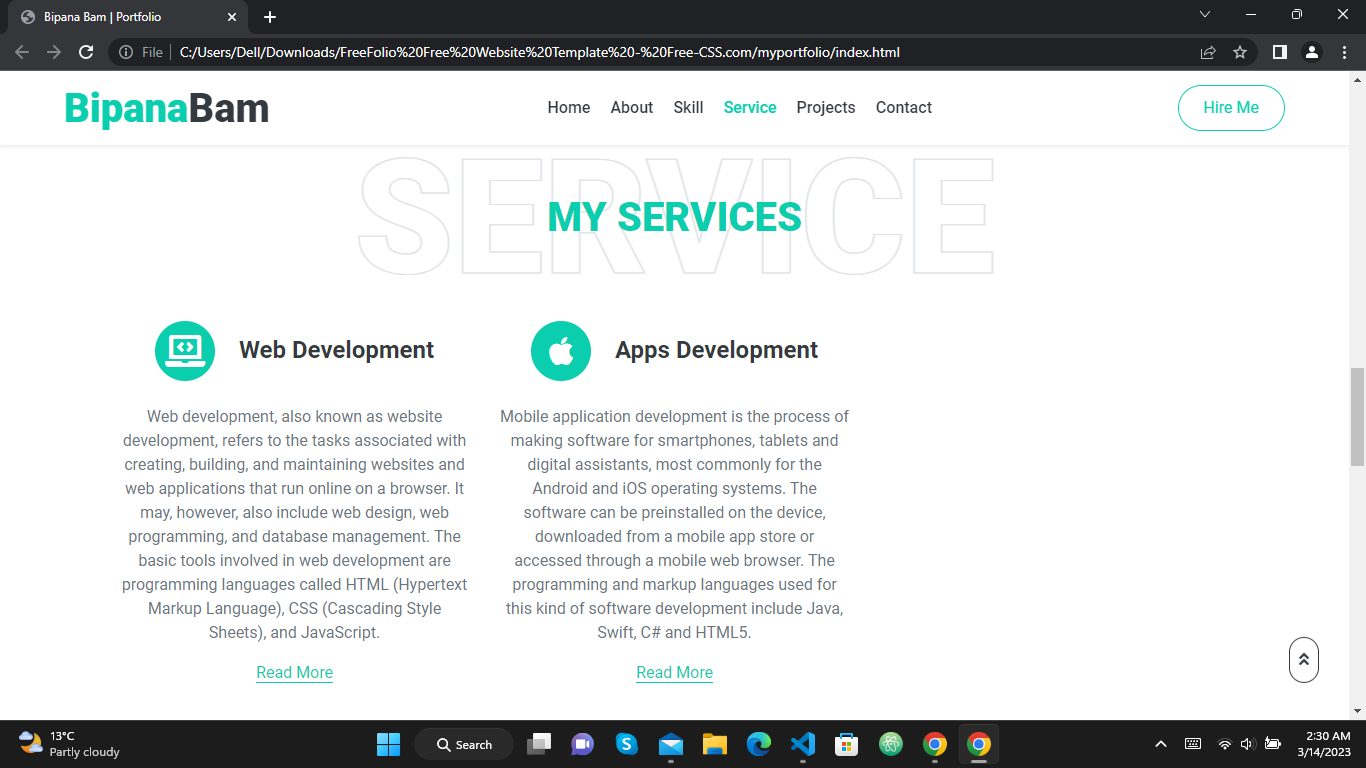 Bipana Bam | Portfolio
File
C:/Users/Dell/Downloads/FreeFolio%20Free%20Website%20Template%20-%20Free-CSS.com/myportfolio/index.html
BipanaBam
Home About Skill Service Projects Contact
Hire Me
SERVICE
MY SERVICES
Web Development
Web development, also known as website
development, refers to the tasks associated with
creating, building, and maintaining websites and
web applications that run online on a browser. It
may, however, also include web design, web
programming, and database management. The
basic tools involved in web development are
programming languages called HTML (Hypertext
Markup Language), CSS (Cascading Style
Sheets), and JavaScript.
Read More
Apps Development
Mobile application development is the process of
making software for smartphones, tablets and
digital assistants, most commonly for the
Android and iOS operating systems. The
software can be preinstalled on the device,
downloaded from a mobile app store or
accessed through a mobile web browser. The
programming and markup languages used for
this kind of software development include Java,
Swift, C# and HTML5.
Read More
13°C
Partly cloudy
Search
2:30 AM
3/14/2023